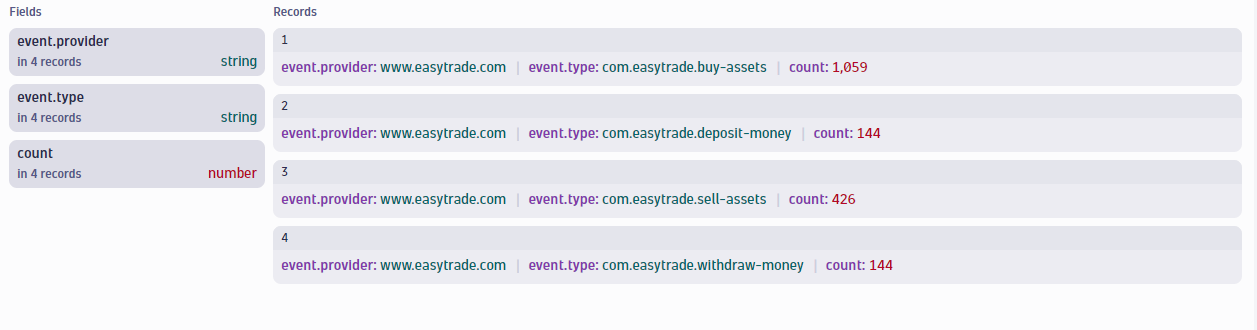 Fields
event.provider
in 4 records string
event.type
in 4 records string
count
in 4 records number
Records
1
event.provider: www.easytrade.com | event.type: com.easytrade.buy-assets | count: 1,059
2
event.provider: www.easytrade.com | event.type: com.easytrade.deposit-money | count: 144
3
event.provider: www.easytrade.com | event.type: com.easytrade.sell-assets | count: 426
4
event.provider: www.easytrade.com | event.type: com.easytrade.withdraw-money | count: 144